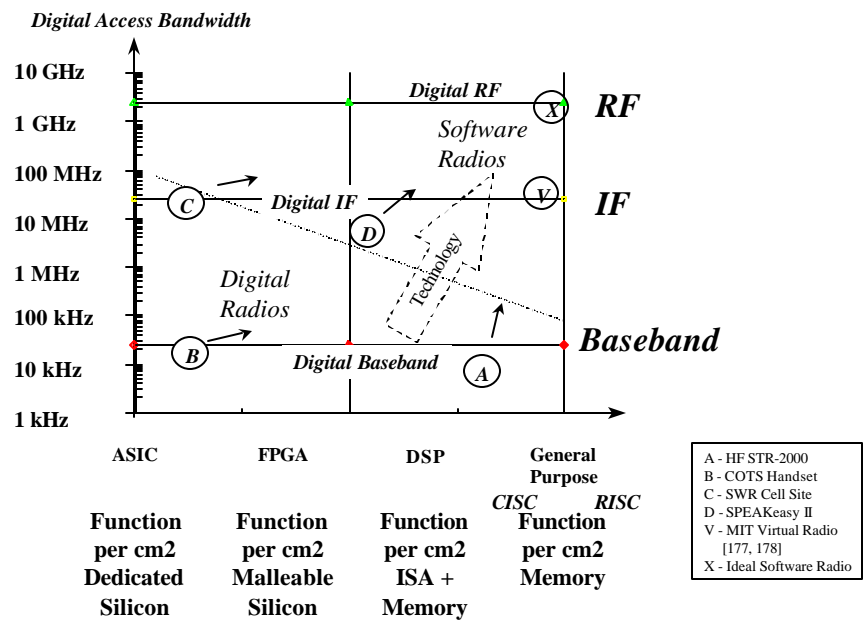 Digital Access Bandwidth
10 GHz
Digital RF
RF
X
1 GHz
Software
Radios
100 MHz
C
Digital IF
V
IF
10 MHz
D
1 MHz
Digital
Radios
Technology
100 kHz
B
Digital Baseband
Baseband
A
10 kHz
1 kHz
ASIC
FPGA
DSP
General
Purpose
CISC
RISC
Function
per cm2
Dedicated
Silicon
Function
per cm2
Malleable
Silicon
Function
per cm2
ISA +
Memory
Function
per cm2
Memory
A - HF STR-2000
B - COTS Handset
C - SWR Cell Site
D - SPEAKeasy II
V - MIT Virtual Radio
[177, 178]
X - Ideal Software Radio